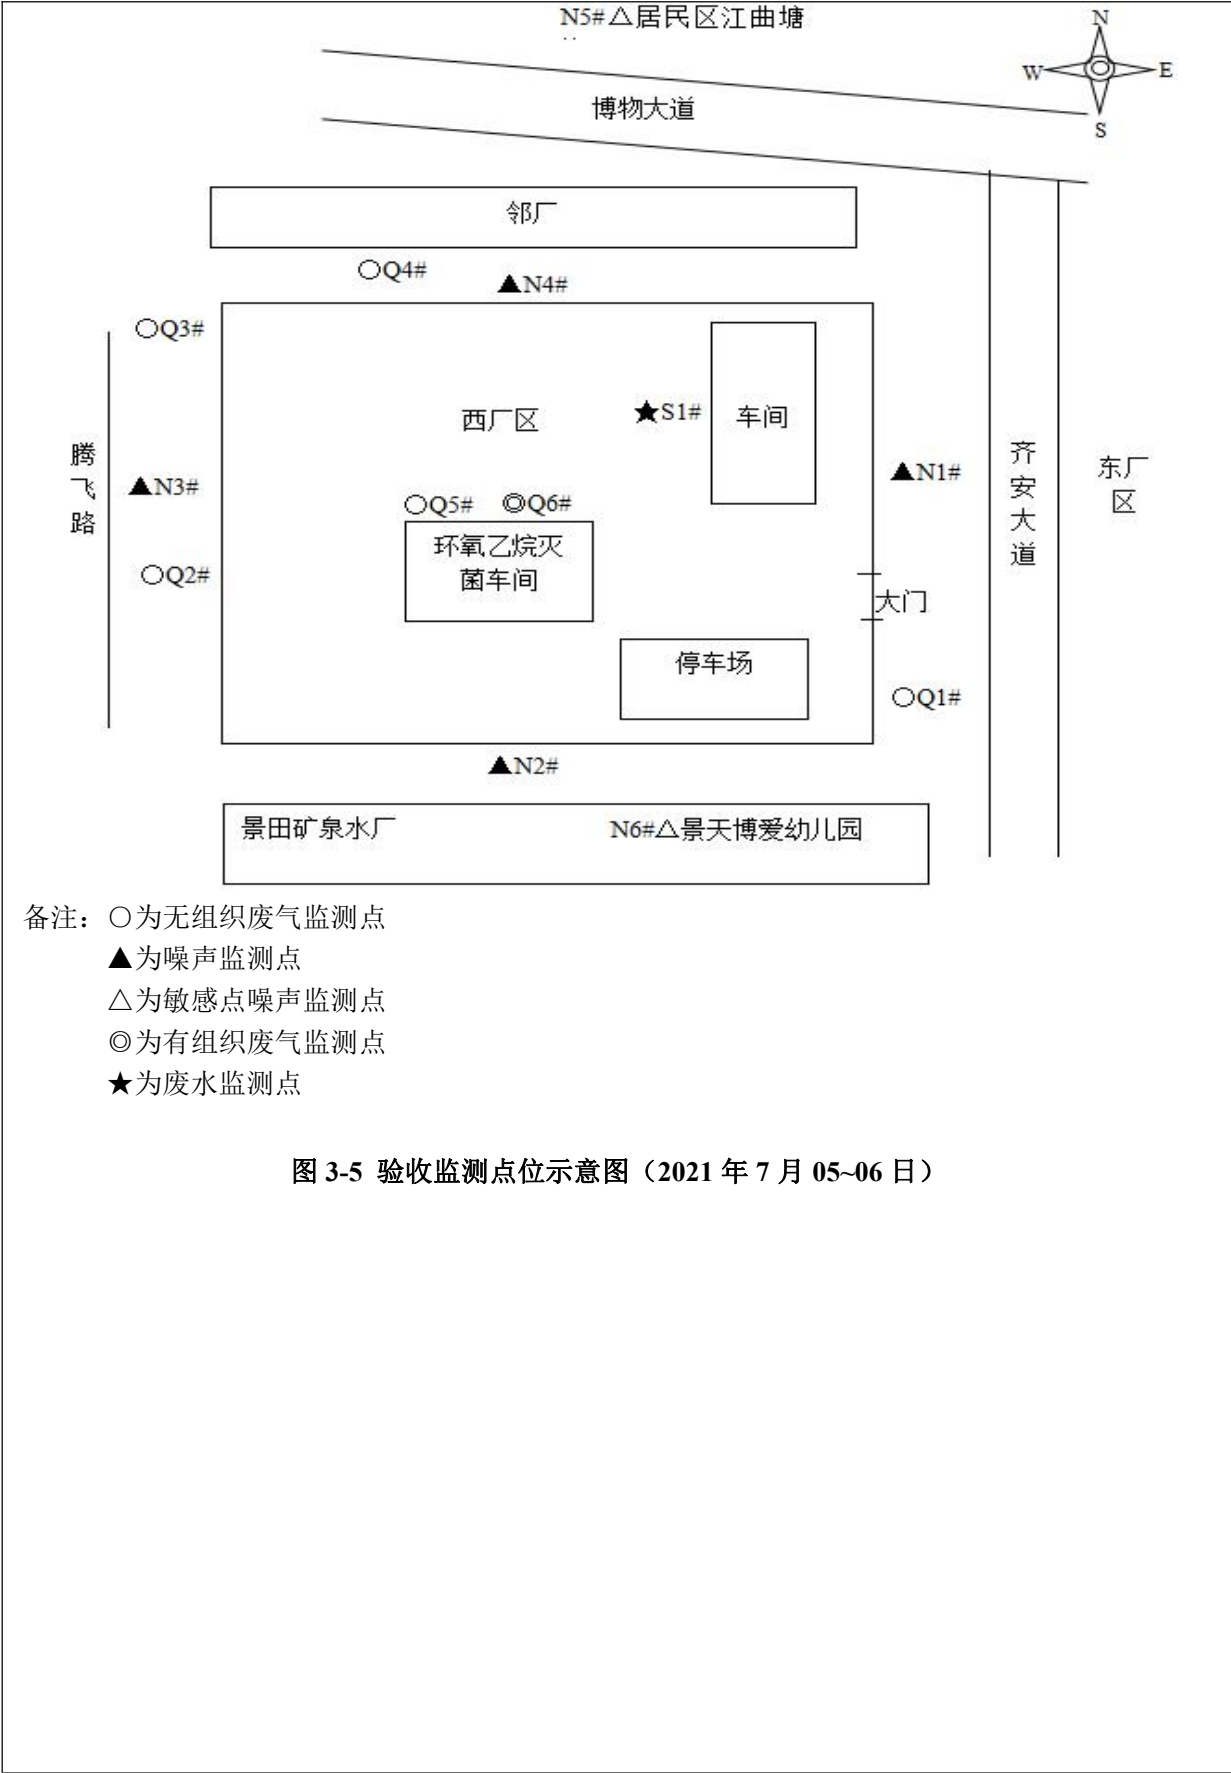 N5#△居民区江曲塘
N
W
E
S
博物大道
邻厂
○Q4#
▲N4#
○Q3#
西厂区
★S1#
车间
腾飞路
▲N3#
▲N1#
齐安大道
东厂区
○Q5#
◎Q6#
环氧乙烷灭
菌车间
○Q2#
大门
停车场
○Q1#
▲N2#
景田矿泉水厂
N6#△景天博爱幼儿园
备注：○为无组织废气监测点
▲为噪声监测点
△为敏感点噪声监测点
◎为有组织废气监测点
★为废水监测点
图 3-5 验收监测点位示意图（2021 年 7 月 05~06 日）